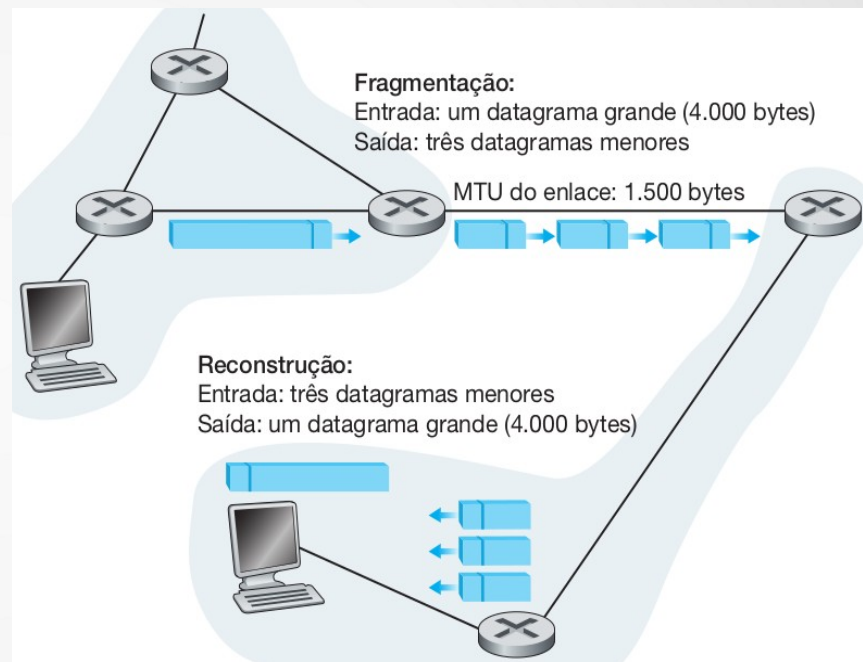 Fragmentação:
Entrada: um datagrama grande (4.000 bytes)
Saída: três datagramas menores
MTU do enlace: 1.500 bytes
Reconstrução:
Entrada: três datagramas menores
Saída: um datagrama grande (4.000 bytes)